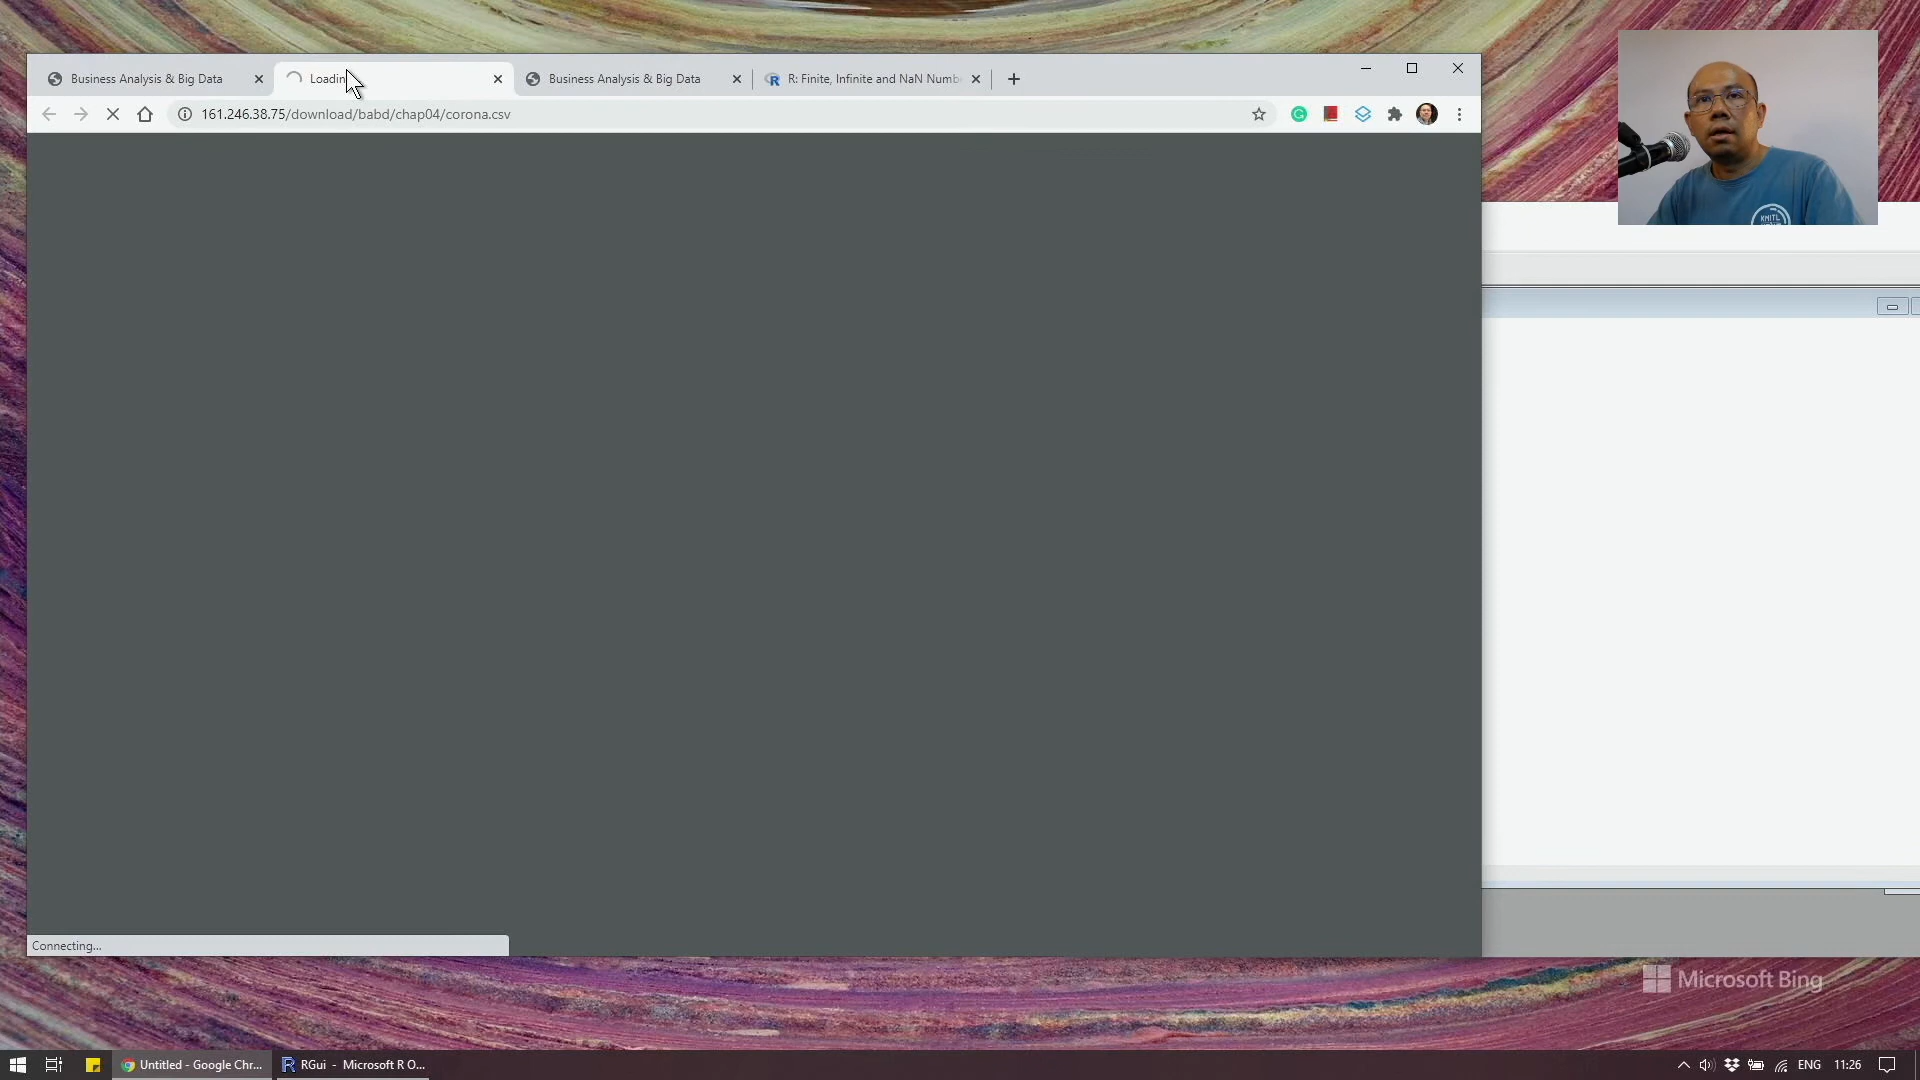 Business Analysis & Big Data
Loadin
Business Analysis & Big Data
R: Finite, Infinite and NaN Numb
161.246.38.75/download/babd/chap04/corona.csv
KMITL
Connecting...
Microsoft Bing
Untitled - Google Chr...
RGui - Microsoft R O...
ENG
11:26